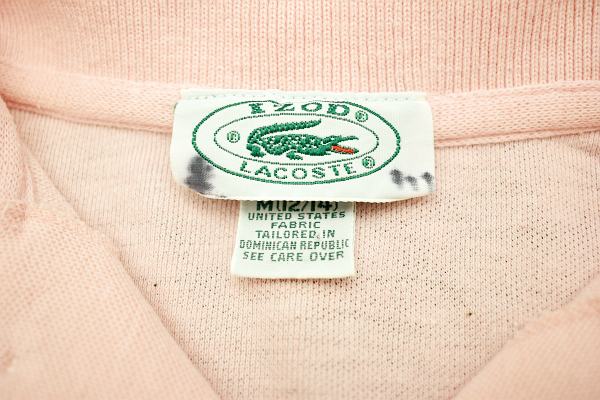 IZOD®
® ®
LACOSTE
M(12/14)
UNITED STATES
FABRIC
TAILORED IN
DOMINICAN REPUBLIC
SEE CARE OVER